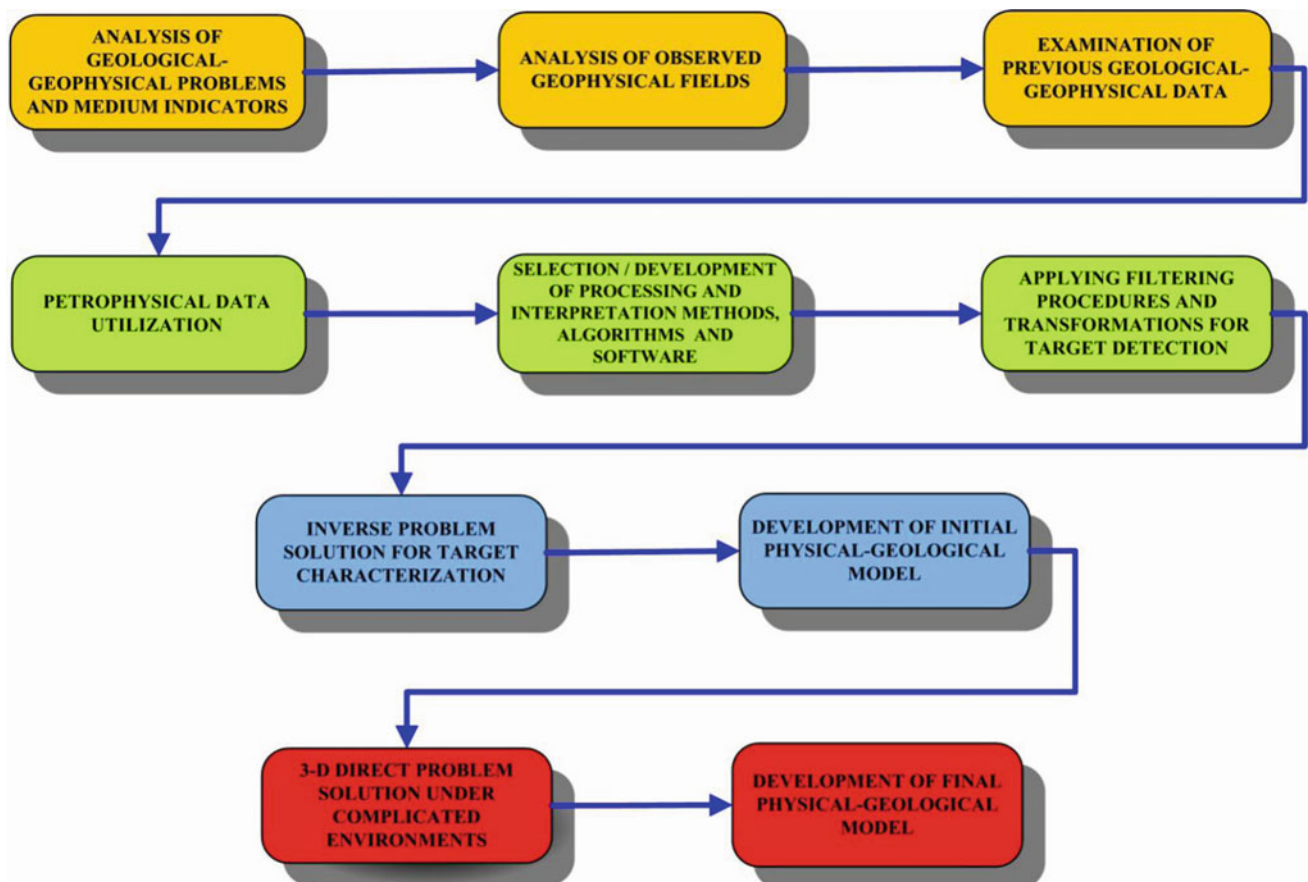 ANALYSIS OF
GEOLOGICAL-
GEOPHYSICAL PROBLEMS
AND MEDIUM INDICATORS
ANALYSIS OF OBSERVED
GEOPHYSICAL FIELDS
EXAMINATION OF
PREVIOUS GEOLOGICAL-
GEOPHYSICAL DATA
PETROPHYSICAL DATA
UTILIZATION
SELECTION / DEVELOPMENT
OF PROCESSING AND
INTERPRETATION METHODS,
ALGORITHMS AND
SOFTWARE
APPLYING FILTERING
PROCEDURES AND
TRANSFORMATIONS FOR
TARGET DETECTION
INVERSE PROBLEM
SOLUTION FOR TARGET
CHARACTERIZATION
DEVELOPMENT OF INITIAL
PHYSICAL-GEOLOGICAL
MODEL
3-D DIRECT PROBLEM
SOLUTION UNDER
COMPLICATED
ENVIRONMENTS
DEVELOPMENT OF FINAL
PHYSICAL-GEOLOGICAL
MODEL